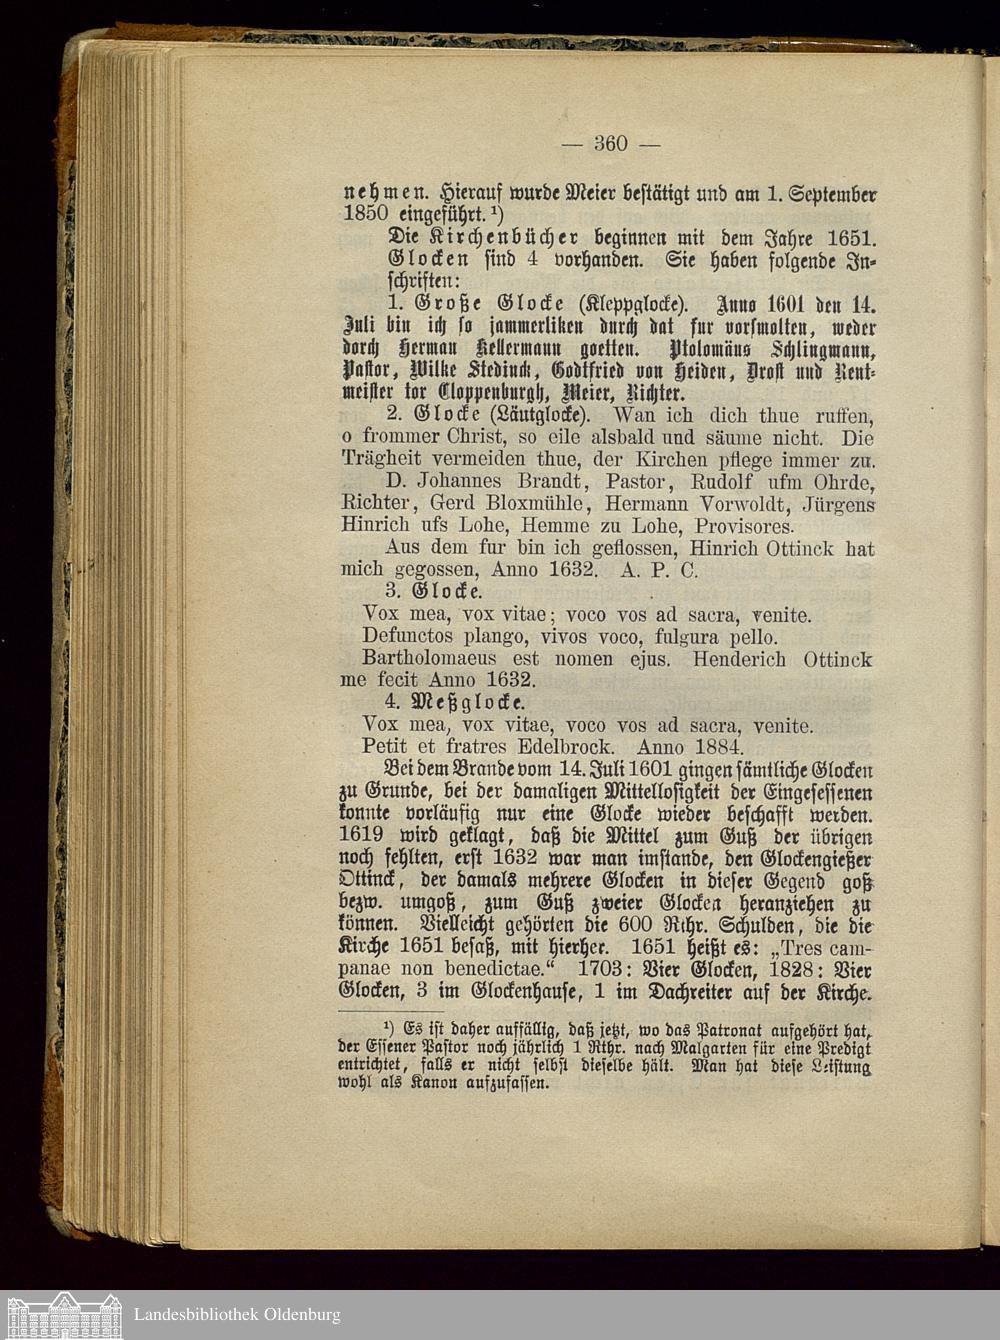 — 360 —
nehmen. Hierauf wurde Meier bestätigt und am 1. September
1850 eingeführt.¹)
Die Kirchenbücher beginnen mit dem Jahre 1651.
Glocken sind 4 vorhanden. Sie haben folgende In-
schriften:
1. Große Glocke (Kleppglocke). Anno 1601 den 14.
Juli bin ich so jammerliken durch dat fur vorsmolten, weder
dorch Herman Kellermann goetten. Ptolomäus Schlingmann,
Pastor, Wilke Stedinck, Godtfried von Heiden, Drost und Rent-
meister tor Cloppenburgh, Meier, Richter.
2. Glocke (Läutglocke). Wan ich dich thue ruffen,
o frommer Christ, so eile alsbald und säume nicht. Die
Trägheit vermeiden thue, der Kirchen pflege immer zu.
D. Johannes Brandt, Pastor, Rudolf ufm Ohrde,
Richter, Gerd Bloxmühle, Hermann Vorwoldt, Jürgens
Hinrich ufs Lohe, Hemme zu Lohe, Provisores.
Aus dem fur bin ich geflossen, Hinrich Ottinck hat
mich gegossen, Anno 1632. A. P. C.
3. Glocke.
Vox mea, vox vitae; voco vos ad sacra, venite.
Defunctos plango, vivos voco, fulgura pello.
Bartholomaeus est nomen ejus. Henderich Ottinck
me fecit Anno 1632.
4. Meßglocke.
Vox mea, vox vitae, voco vos ad sacra, venite.
Petit et fratres Edelbrock. Anno 1884.
Bei dem Brande vom 14. Juli 1601 gingen sämtliche Glocken
zu Grunde, bei der damaligen Mittellosigkeit der Eingesessenen
konnte vorläufig nur eine Glocke wieder beschafft werden.
1619 wird geklagt, daß die Mittel zum Guß der übrigen
noch fehlten, erst 1632 war man imstande, den Glockengießer
Ottinck, der damals mehrere Glocken in dieser Gegend goß
bezw. umgoß, zum Guß zweier Glocken heranziehen zu
können. Vielleicht gehörten die 600 Rthr. Schulden, die die
Kirche 1651 besaß, mit hierher. 1651 heißt es: „Tres cam-
panae non benedictae.“ 1703: Vier Glocken, 1828: Vier
Glocken, 3 im Glockenhause, 1 im Dachreiter auf der Kirche.
¹) Es ist daher auffällig, daß jetzt, wo das Patronat aufgehört hat,
der Essener Pastor noch jährlich 1 Rthr. nach Malgarten für eine Predigt
entrichtet, falls er nicht selbst dieselbe hält. Man hat diese Leistung
wohl als Kanon aufzufassen.
Landesbibliothek Oldenburg